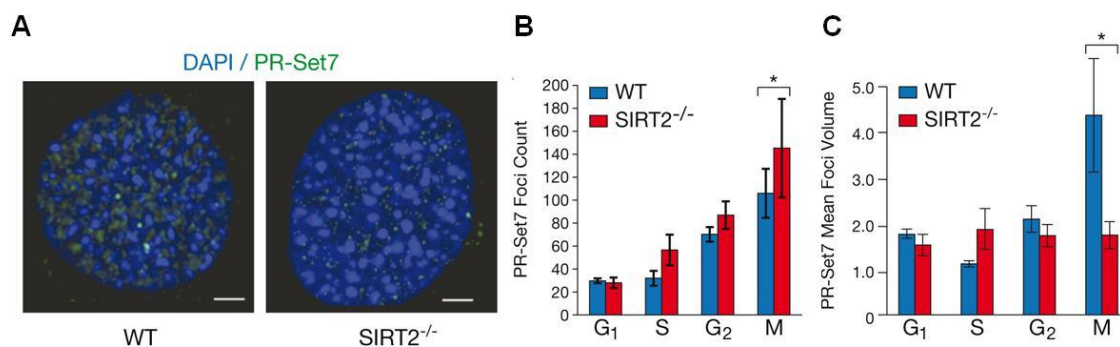 A
DAPI / PR-Set7
WT
SIRT2-/-
B
PR-Set7 Foci Count
200
180
160
140
120
100
80
60
40
20
0
WT
SIRT2-/-
*
G1
S
G2
M
C
PR-Set7 Mean Foci Volume
5.0
4.0
3.0
2.0
1.0
0
WT
SIRT2-/-
*
G1
S
G2
M